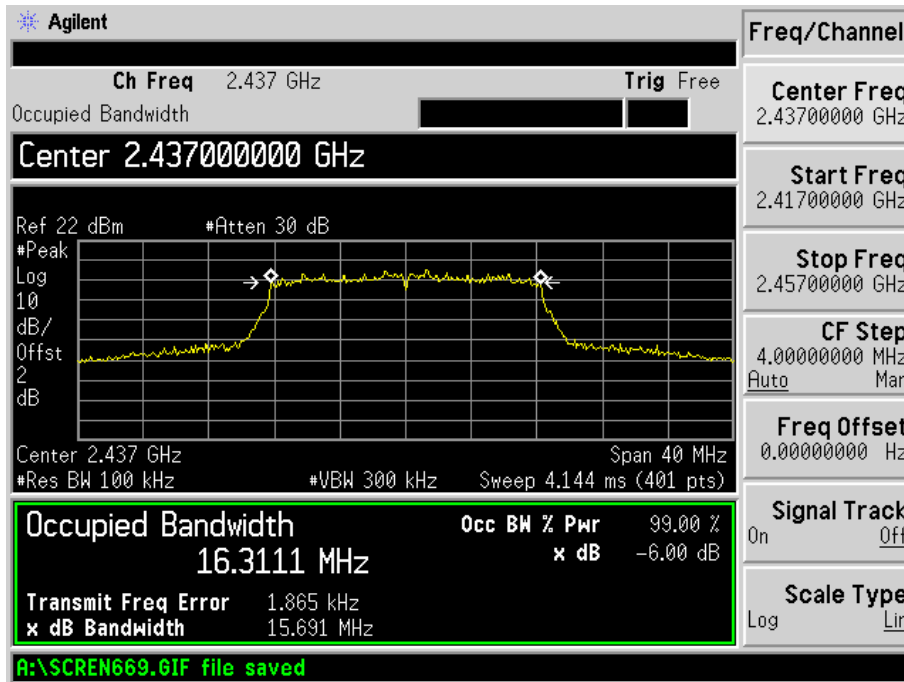 Agilent
Ch Freq 2.437 GHz Trig Free
Occupied Bandwidth
Center 2.437000000 GHz
Ref 22 dBm #Atten 30 dB
#Peak
Log
10
dB/
Offst
2
dB
Center 2.437 GHz Span 40 MHz
#Res BW 100 kHz #VBW 300 kHz Sweep 4.144 ms (401 pts)
Occupied Bandwidth Occ BW % Pwr 99.00 %
16.3111 MHz x dB -6.00 dB
Transmit Freq Error 1.865 kHz
x dB Bandwidth 15.691 MHz
A:\SCREN669.GIF file saved
Freq/Channel
Center Freq
2.43700000 GHz
Start Freq
2.41700000 GHz
Stop Freq
2.45700000 GHz
CF Step
4.00000000 MHz
Auto Man
Freq Offset
0.00000000 Hz
Signal Track
On Off
Scale Type
Log Lin